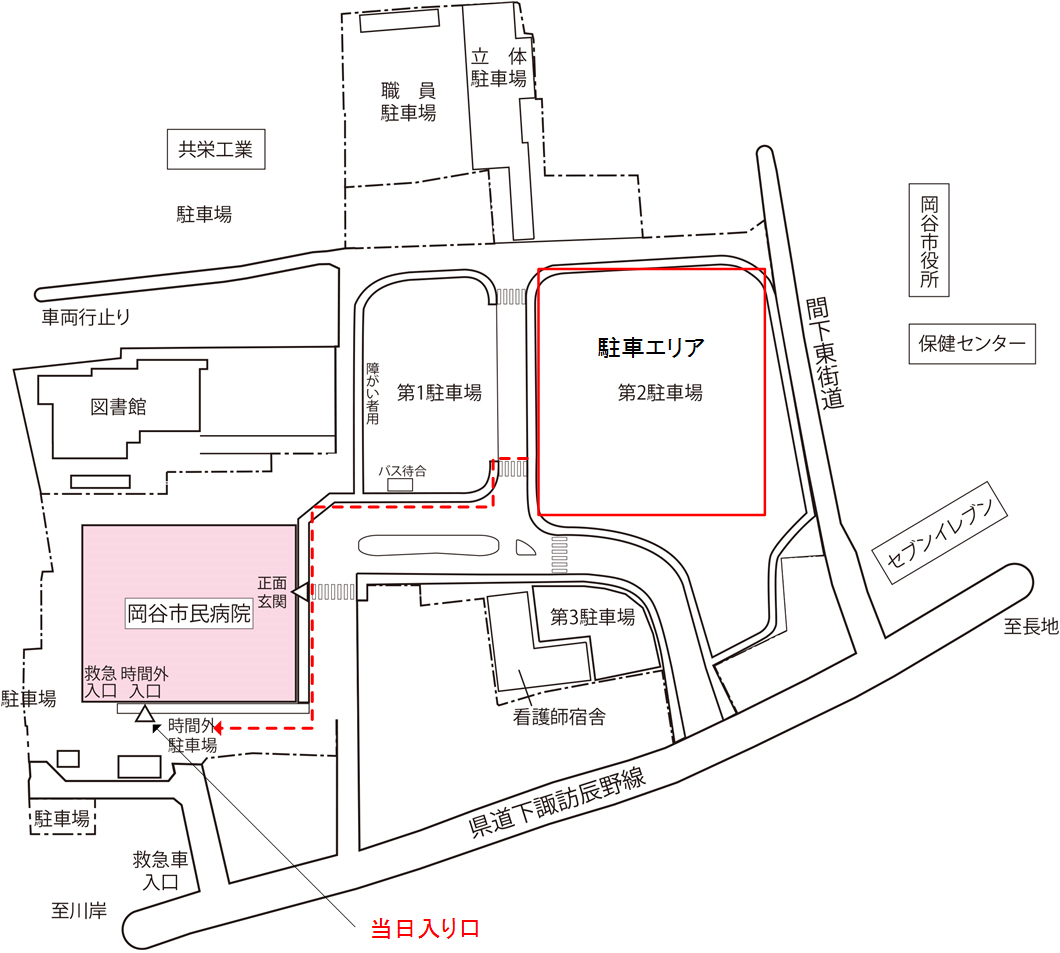 立　体
駐車場
職　員
駐車場
共栄工業
駐車場
岡谷市役所
車両行止り
間下東街道
保健センター
駐車エリア
障がい者用
第1駐車場
第2駐車場
図書館
バス待合
セブンイレブン
正面
玄関
岡谷市民病院
第3駐車場
至長地
救急
入口
時間外
入口
駐車場
看護師宿舎
時間外
駐車場
県道下諏訪辰野線
駐車場
救急車
入口
至川岸
当日入り口